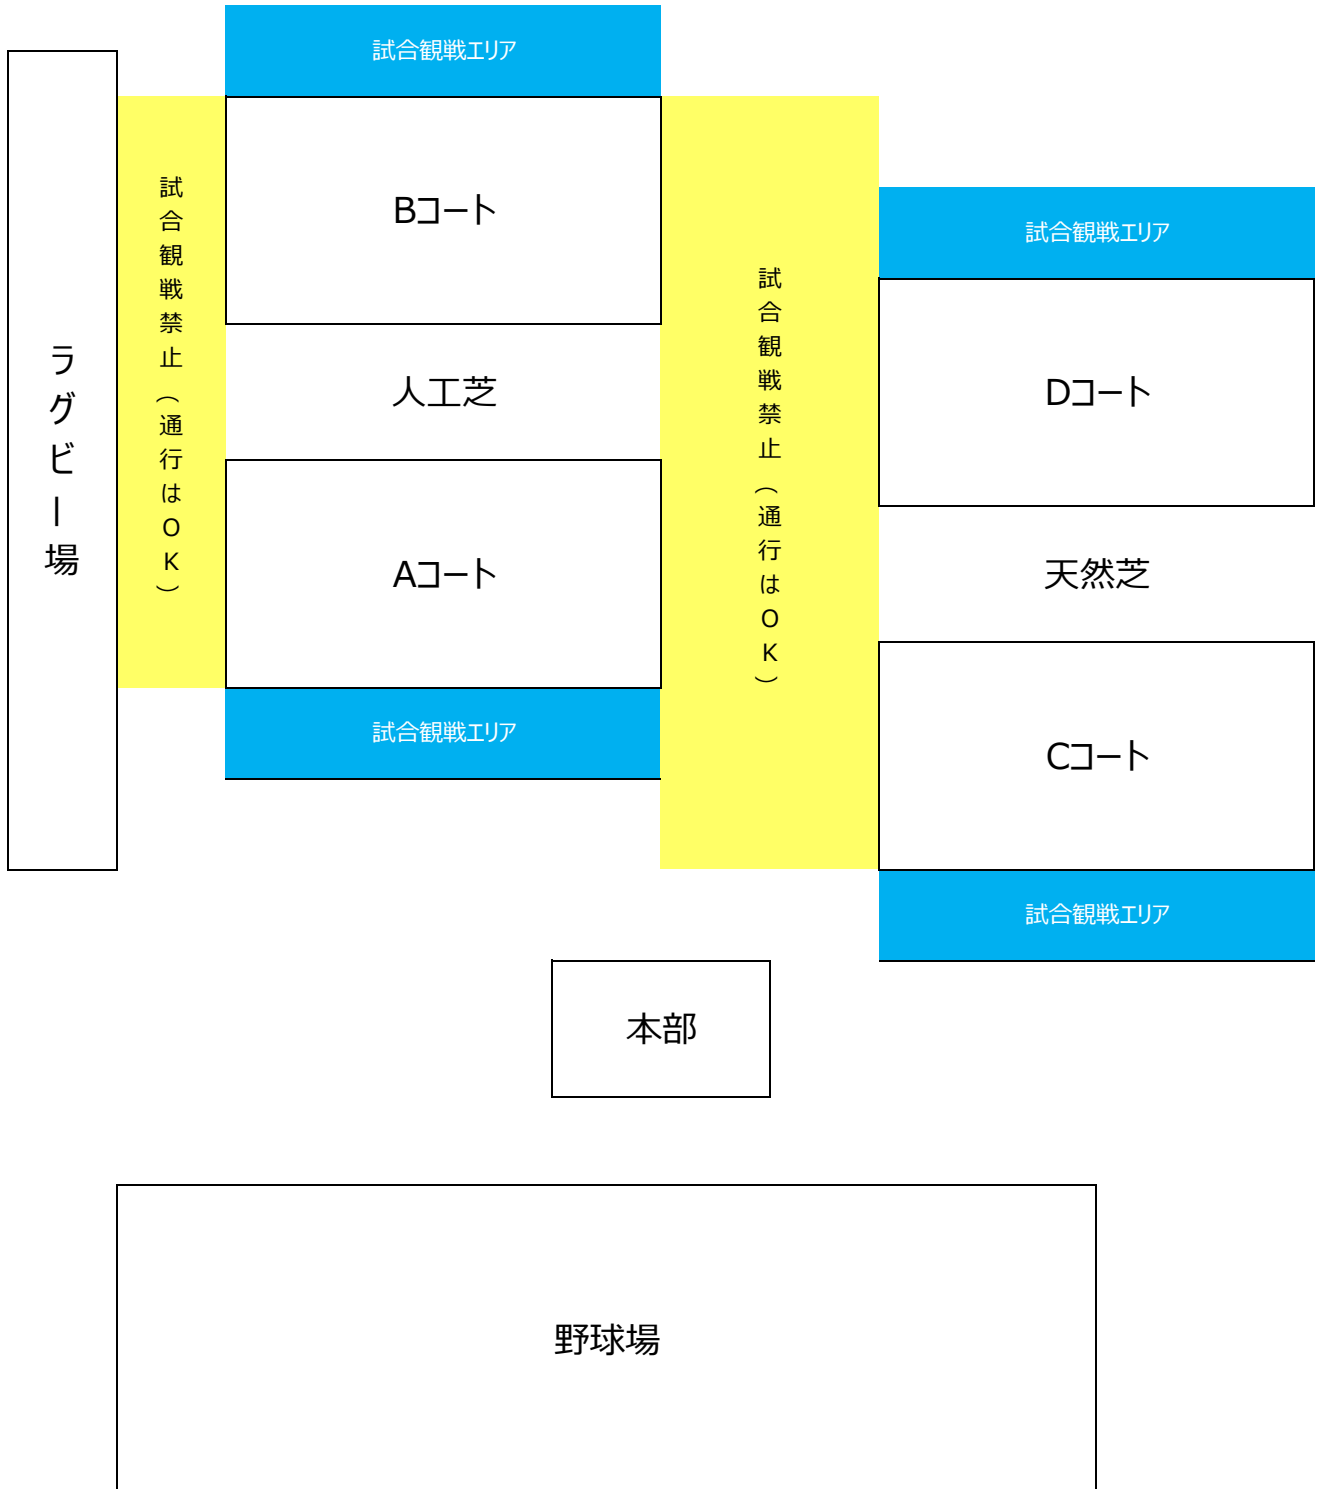 試合観戦エリア
Bコート
試合観戦禁止（通行はOK）
試合観戦エリア
試合観戦禁止（通行はOK）
ラグビー場
人工芝
Dコート
Aコート
天然芝
試合観戦エリア
Cコート
試合観戦エリア
本部
野球場